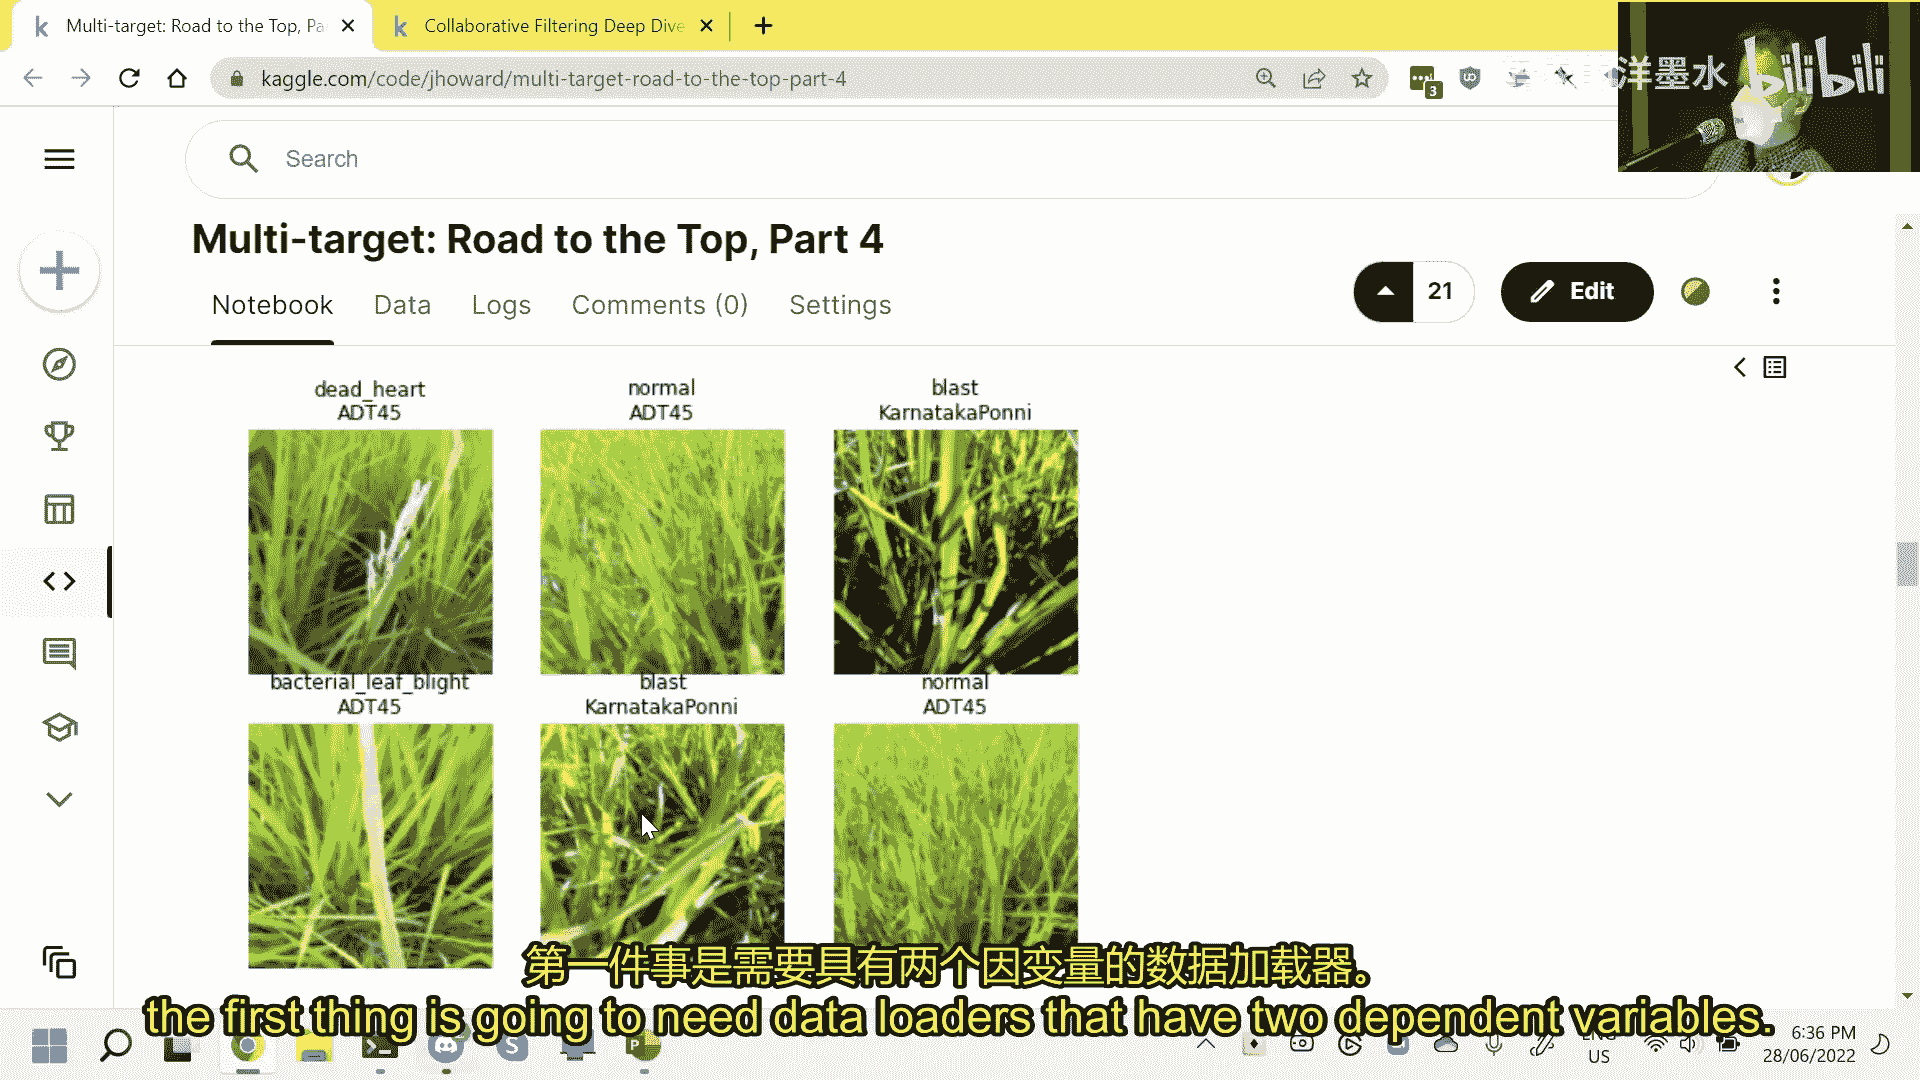 Multi-target: Road to the Top, Pa
Collaborative Filtering Deep Dive
kaggle.com/code/jhoward/multi-target-road-to-the-top-part-4
3
洋墨水 bilibili
Search
Multi-target: Road to the Top, Part 4
Notebook
Data
Logs
Comments (0)
Settings
21
Edit
dead_heart
ADT45
normal
ADT45
blast
KarnatakaPonni
bacterial_leaf_blight
ADT45
blast
KarnatakaPonni
normal
ADT45
第一件事是需要具有两个因变量的数据加载器。
the first thing is going to need data loaders that have two dependent variables.
ENG
US
6:36 PM
28/06/2022